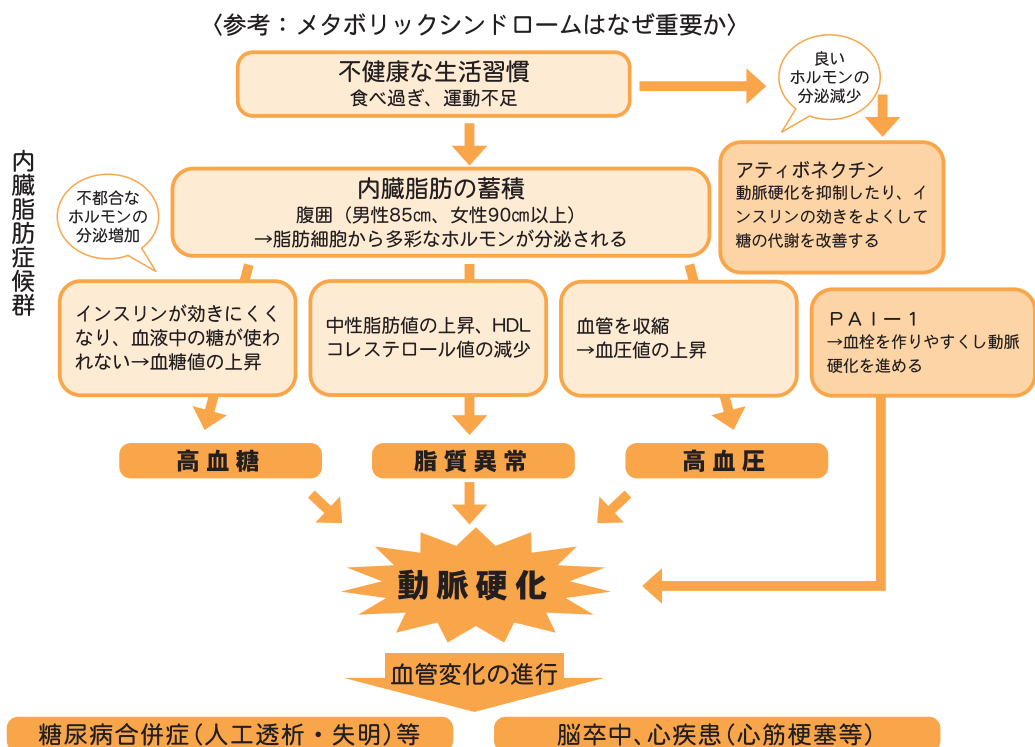 〈参考：メタボリックシンドロームはなぜ重要か〉
不健康な生活習慣
食べ過ぎ、運動不足
良い
ホルモンの
分泌減少
内臓脂肪症候群
不都合な
ホルモンの
分泌増加
内臓脂肪の蓄積
腹囲（男性85㎝、女性90㎝以上）
→脂肪細胞から多彩なホルモンが分泌される
アティボネクチン
動脈硬化を抑制したり、イ
ンスリンの効きをよくして
糖の代謝を改善する
インスリンが効きにくく
なり、血液中の糖が使わ
れない→血糖値の上昇
中性脂肪値の上昇、HDL
コレステロール値の減少
血管を収縮
→血圧値の上昇
ＰＡＩー１
→血栓を作りやすくし動脈
硬化を進める
高血糖
脂質異常
高血圧
動脈硬化
血管変化の進行
糖尿病合併症（人工透析・失明）等
脳卒中、心疾患（心筋梗塞等）